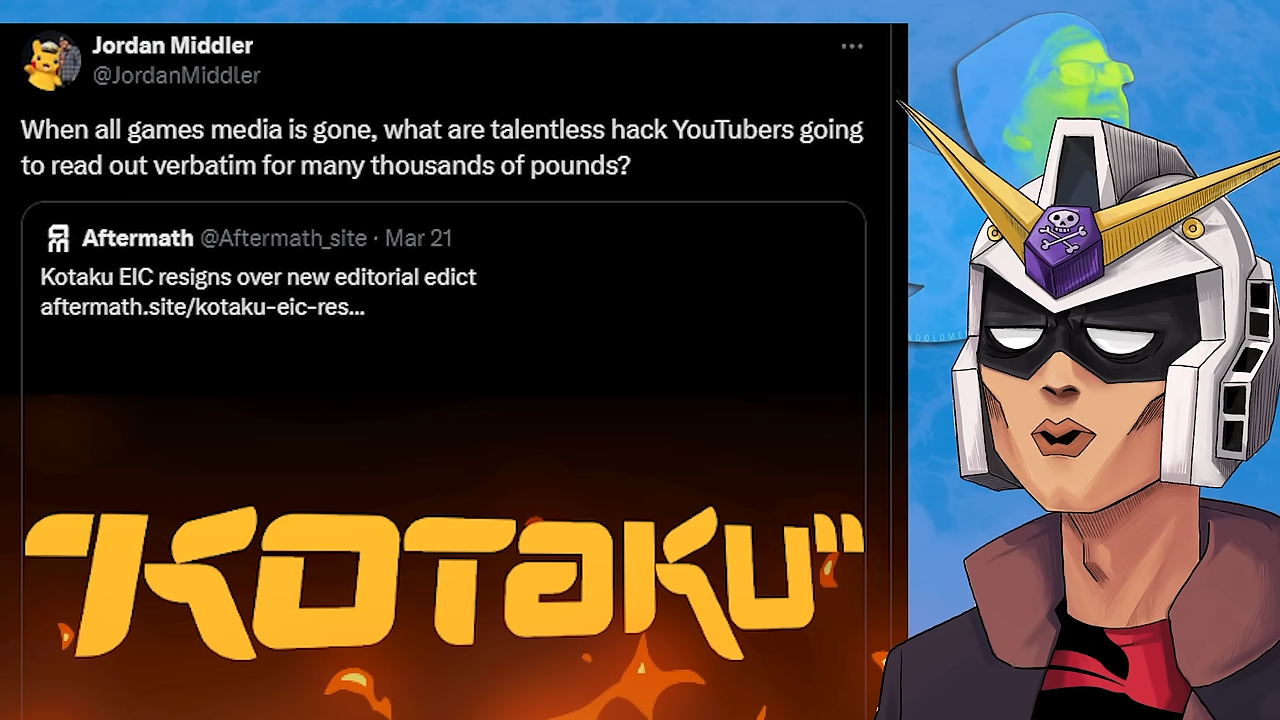 Jordan Middler
@JordanMiddler
When all games media is gone, what are talentless hack YouTubers going
to read out verbatim for many thousands of pounds?
Aftermath @Aftermath_site · Mar 21
Kotaku EIC resigns over new editorial edict
aftermath.site/kotaku-eic-res...
"KOTAKU"